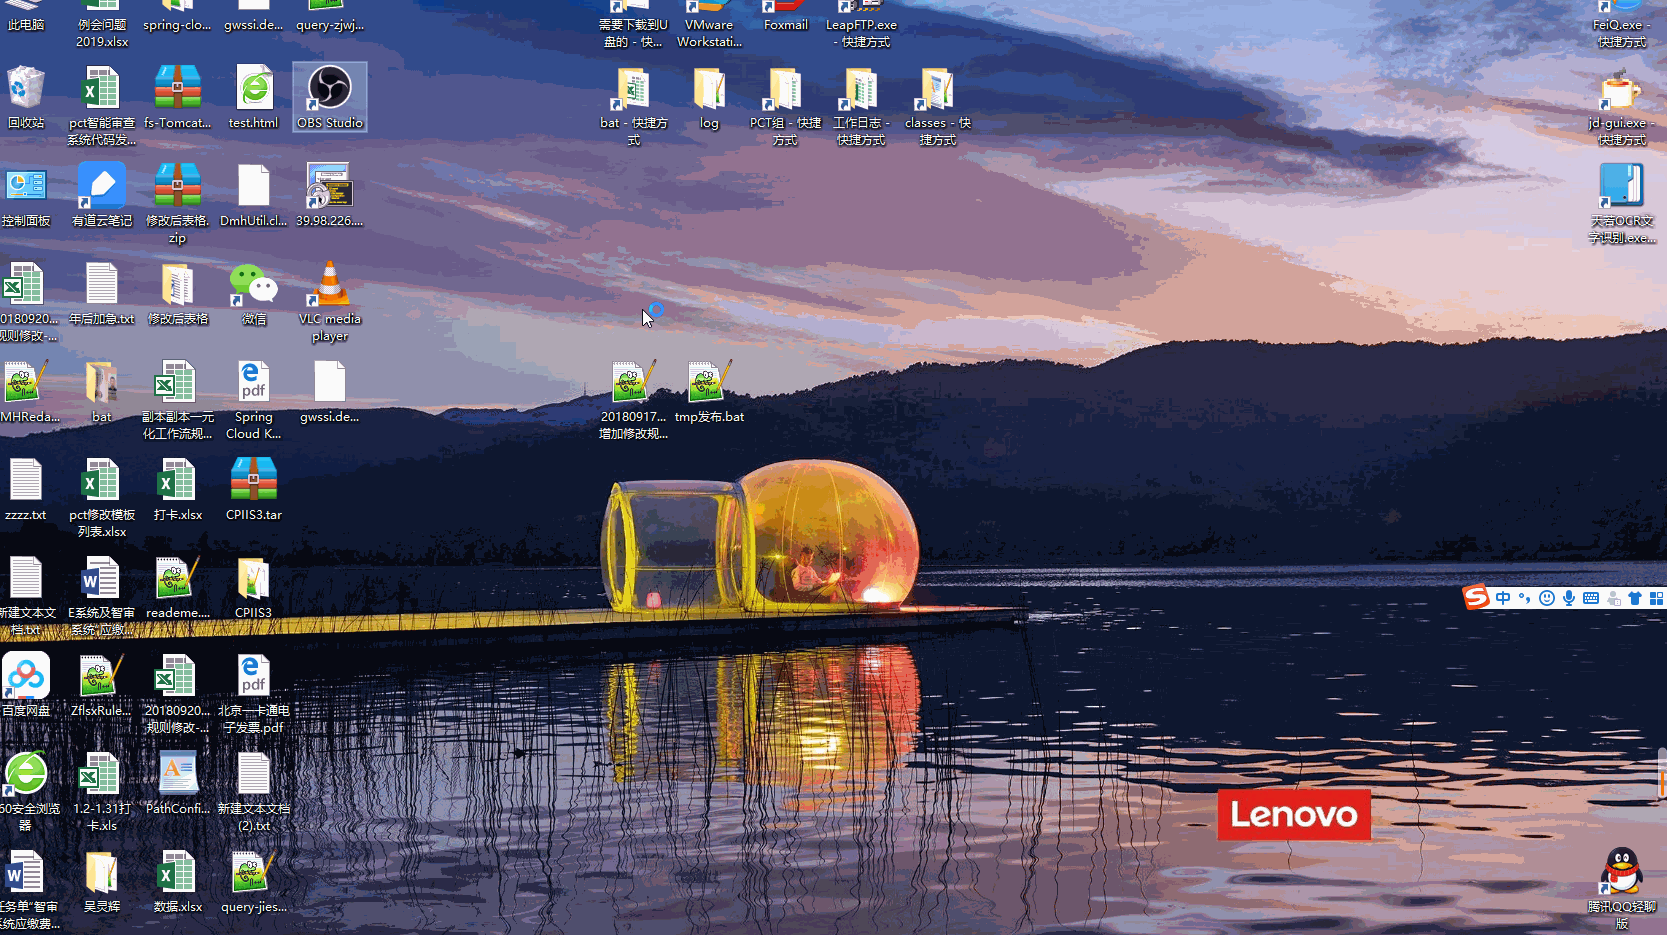 此电脑
例会问题
2019.xlsx
spring-clo...
gwssi.de...
query-zjwj...
需要下载到U
盘的 - 快...
VMware
Workstati...
Foxmail
LeapFTP.exe
- 快捷方式
FeiQ.exe -
快捷方式
回收站
pct智能审查
系统代码发...
fs-Tomcat...
test.html
OBS Studio
bat - 快捷方
式
log
PCT组 - 快捷
方式
工作日志 -
快捷方式
classes - 快
捷方式
jd-gui.exe -
快捷方式
控制面板
有道云笔记
修改后表格.
zip
DmhUtil.cl...
39.98.226....
天若OCR文
字识别.exe...
20180920...
规则修改-...
年后加急.txt
修改后表格
微信
VLC media
player
MHReda...
bat
副本副本一元
化工作流规...
Spring
Cloud K...
gwssi.de...
20180917...
增加修改规...
tmp发布.bat
zzzz.txt
pct修改模板
列表.xlsx
打卡.xlsx
CPIIS3.tar
新建文本文
档.txt
E系统及智审
系统"应缴...
reademe....
CPIIS3
中
百度网盘
ZflsxRule...
20180920...
规则修改-...
北京一卡通电
子发票.pdf
360安全浏览
器
1.2-1.31打
卡.xls
PathConfi...
新建文本文档
(2).txt
Lenovo
任务单"智审
系统应缴费...
吴灵辉
数据.xlsx
query-jies...
腾讯QQ轻聊
版